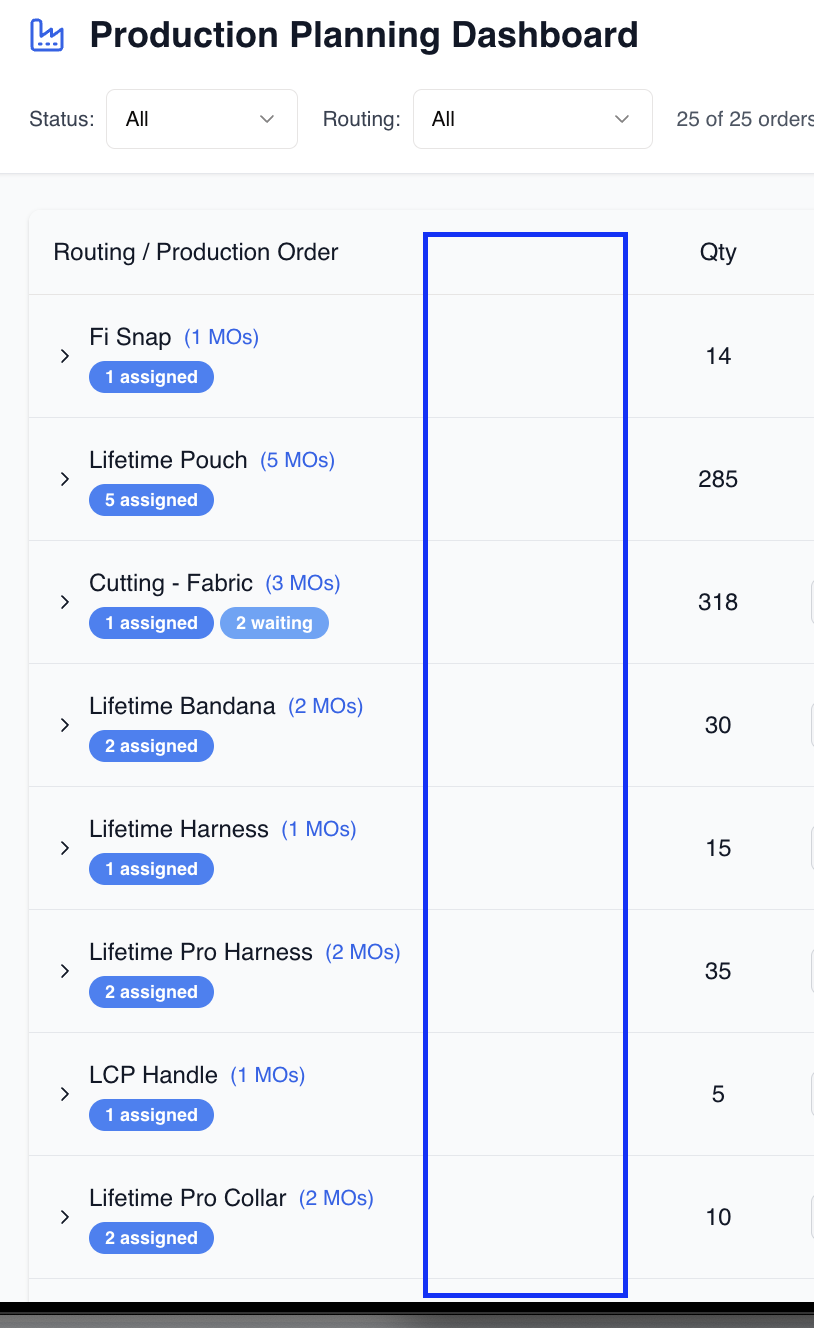 Production Planning Dashboard
Status: All Routing: All 25 of 25 orders
Routing / Production Order Qty
Fi Snap (1 MOs)
1 assigned
14
Lifetime Pouch (5 MOs)
5 assigned
285
Cutting - Fabric (3 MOs)
1 assigned 2 waiting
318
Lifetime Bandana (2 MOs)
2 assigned
30
Lifetime Harness (1 MOs)
1 assigned
15
Lifetime Pro Harness (2 MOs)
2 assigned
35
LCP Handle (1 MOs)
1 assigned
5
Lifetime Pro Collar (2 MOs)
2 assigned
10